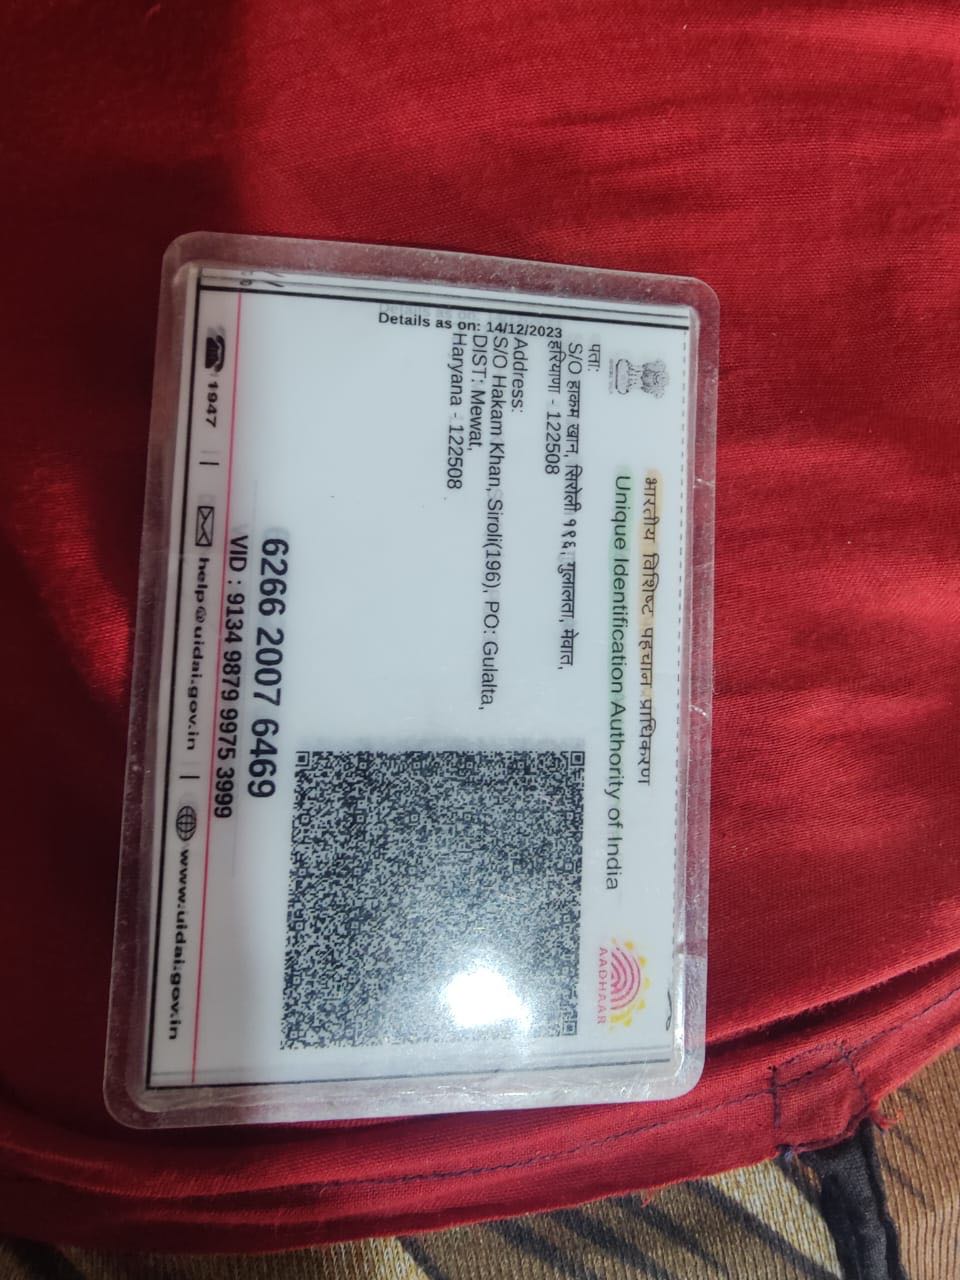 भारतीय विशिष्ट पहचान प्राधिकरण
Unique Identification Authority of India
AADHAAR
पता:
S/O हाकम खान, सिरोली १९६, गुलालता, मेवात,
हरियाणा - 122508
Address:
S/O Hakam Khan, Siroli(196), PO: Gulalta,
DIST: Mewat,
Haryana - 122508
Details as on: 14/12/2023
6266 2007 6469
VID : 9134 9879 9975 3999
1947 | help@uidai.gov.in | www.uidai.gov.in